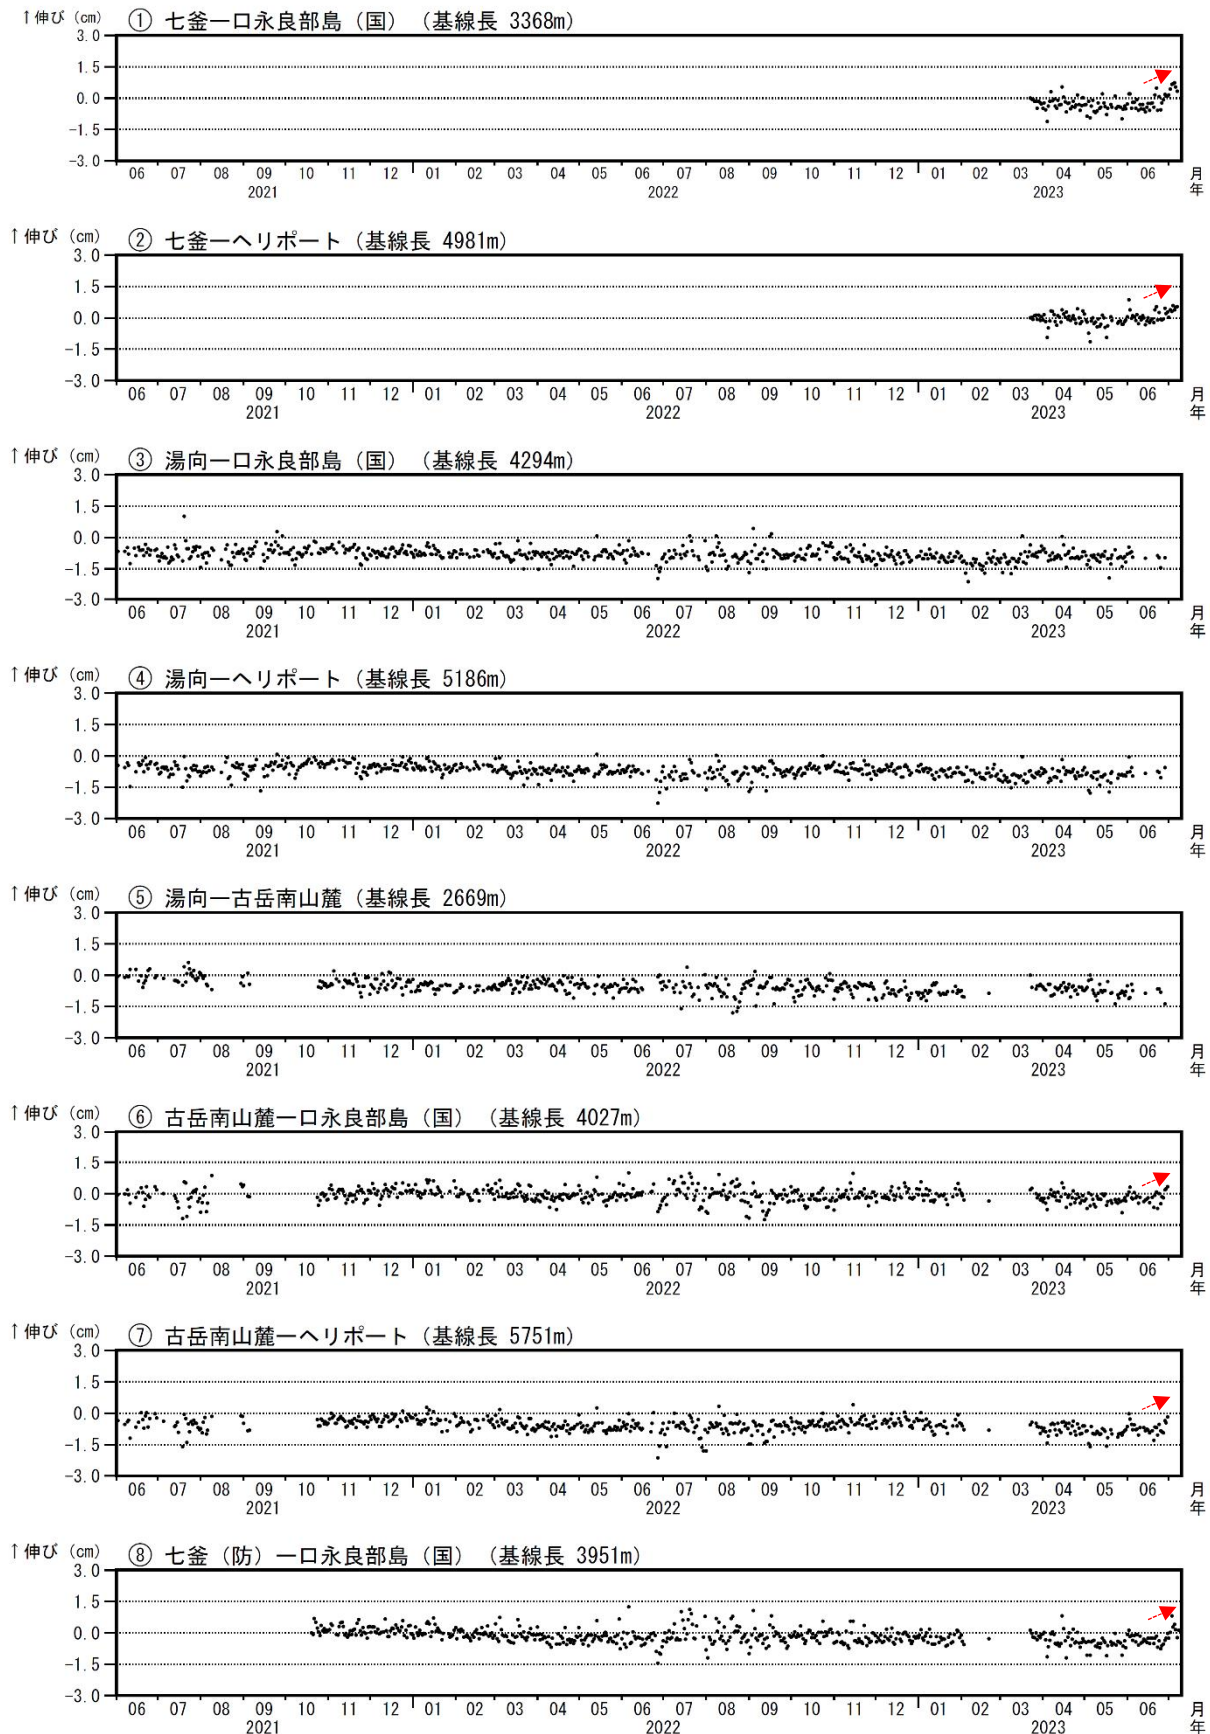 ↑伸び (cm) ① 七釜ー口永良部島（国）（基線長 3368m）
3.0
1.5
0.0
-1.5
-3.0
06 07 08 09 10 11 12 01 02 03 04 05 06 07 08 09 10 11 12 01 02 03 04 05 06 月
2021 2022 2023 年
↑伸び (cm) ② 七釜ーヘリポート（基線長 4981m）
3.0
1.5
0.0
-1.5
-3.0
06 07 08 09 10 11 12 01 02 03 04 05 06 07 08 09 10 11 12 01 02 03 04 05 06 月
2021 2022 2023 年
↑伸び (cm) ③ 湯向ー口永良部島（国）（基線長 4294m）
3.0
1.5
0.0
-1.5
-3.0
06 07 08 09 10 11 12 01 02 03 04 05 06 07 08 09 10 11 12 01 02 03 04 05 06 月
2021 2022 2023 年
↑伸び (cm) ④ 湯向ーヘリポート（基線長 5186m）
3.0
1.5
0.0
-1.5
-3.0
06 07 08 09 10 11 12 01 02 03 04 05 06 07 08 09 10 11 12 01 02 03 04 05 06 月
2021 2022 2023 年
↑伸び (cm) ⑤ 湯向ー古岳南山麓（基線長 2669m）
3.0
1.5
0.0
-1.5
-3.0
06 07 08 09 10 11 12 01 02 03 04 05 06 07 08 09 10 11 12 01 02 03 04 05 06 月
2021 2022 2023 年
↑伸び (cm) ⑥ 古岳南山麓ー口永良部島（国）（基線長 4027m）
3.0
1.5
0.0
-1.5
-3.0
06 07 08 09 10 11 12 01 02 03 04 05 06 07 08 09 10 11 12 01 02 03 04 05 06 月
2021 2022 2023 年
↑伸び (cm) ⑦ 古岳南山麓ーヘリポート（基線長 5751m）
3.0
1.5
0.0
-1.5
-3.0
06 07 08 09 10 11 12 01 02 03 04 05 06 07 08 09 10 11 12 01 02 03 04 05 06 月
2021 2022 2023 年
↑伸び (cm) ⑧ 七釜（防）ー口永良部島（国）（基線長 3951m）
3.0
1.5
0.0
-1.5
-3.0
06 07 08 09 10 11 12 01 02 03 04 05 06 07 08 09 10 11 12 01 02 03 04 05 06 月
2021 2022 2023 年